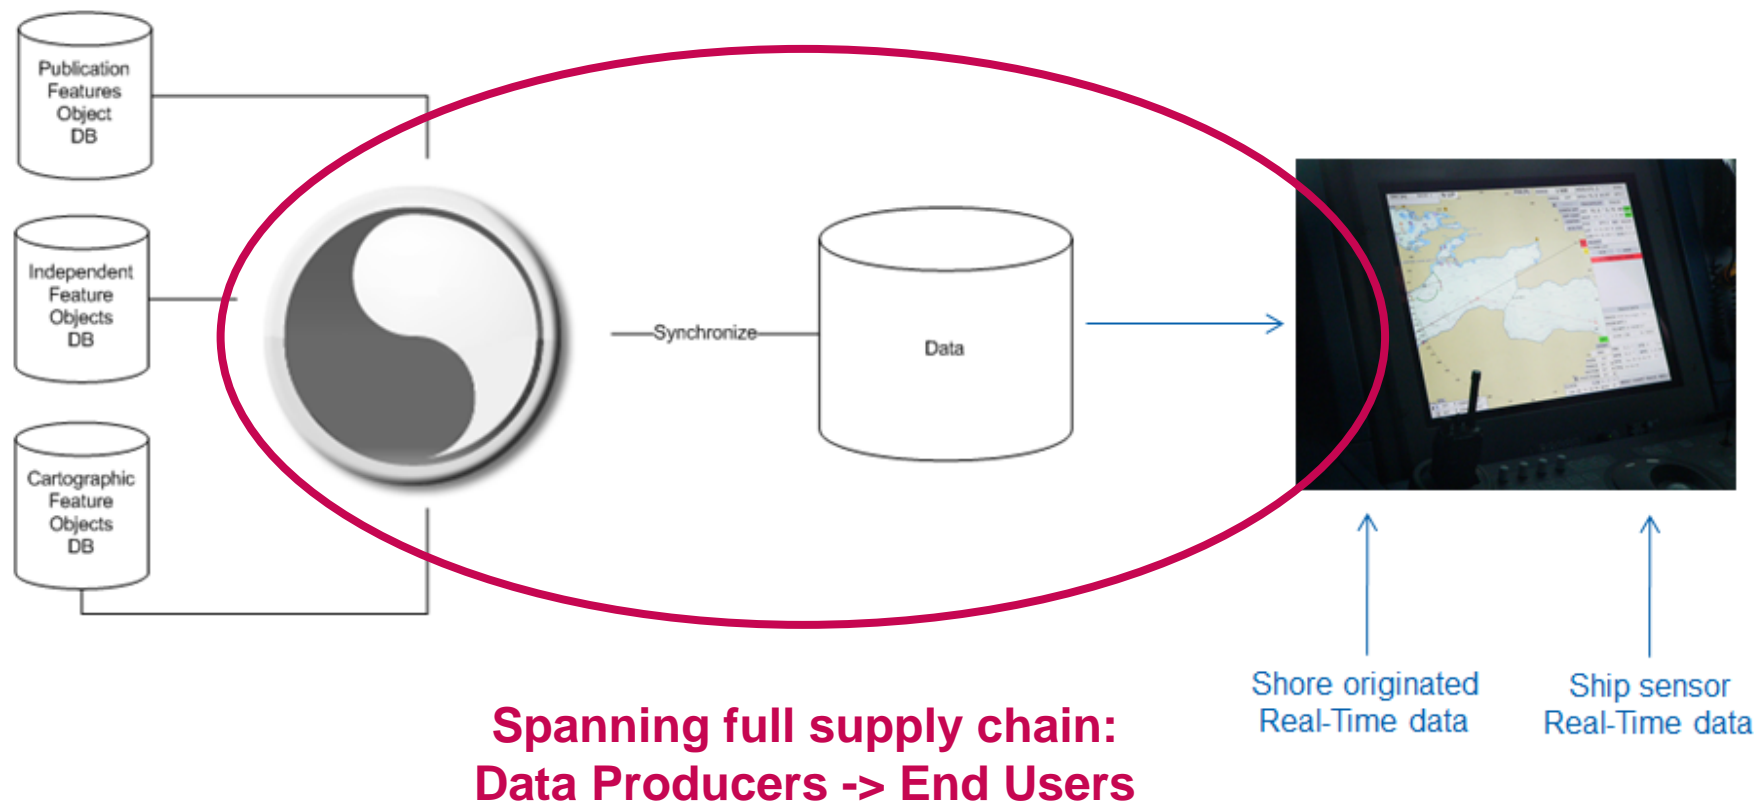 Publication
Features
Object
DB
Independent
Feature
Objects
DB
Cartographic
Feature
Objects
DB
Synchronize
Data
Shore originated
Real-Time data
Ship sensor
Real-Time data
Spanning full supply chain:
Data Producers -> End Users